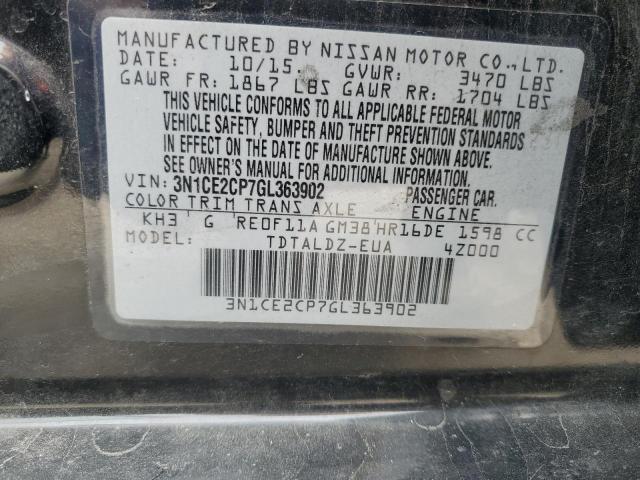 MANUFACTURED BY NISSAN MOTOR CO.,LTD.
DATE: 10/15 GVWR: 3470 LBS
GAWR FR: 1867 LBS GAWR RR: 1704 LBS
THIS VEHICLE CONFORMS TO ALL APPLICABLE FEDERAL MOTOR
VEHICLE SAFETY, BUMPER AND THEFT PREVENTION STANDARDS
IN EFFECT ON THE DATE OF MANUFACTURE SHOWN ABOVE.
SEE OWNER'S MANUAL FOR ADDITIONAL INFORMATION.
VIN: 3N1CE2CP7GL363902 PASSENGER CAR.
COLOR TRIM TRANS AXLE ENGINE
KH3 G RE0F11A GM38 HR16DE 1598 CC
MODEL: TDTALDZ-EUA 4Z000
3N1CE2CP7GL363902